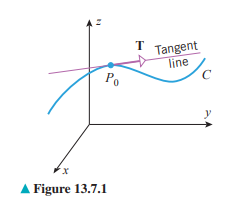 z
T Tangent
line
P₀
C
y
x
▲ Figure 13.7.1